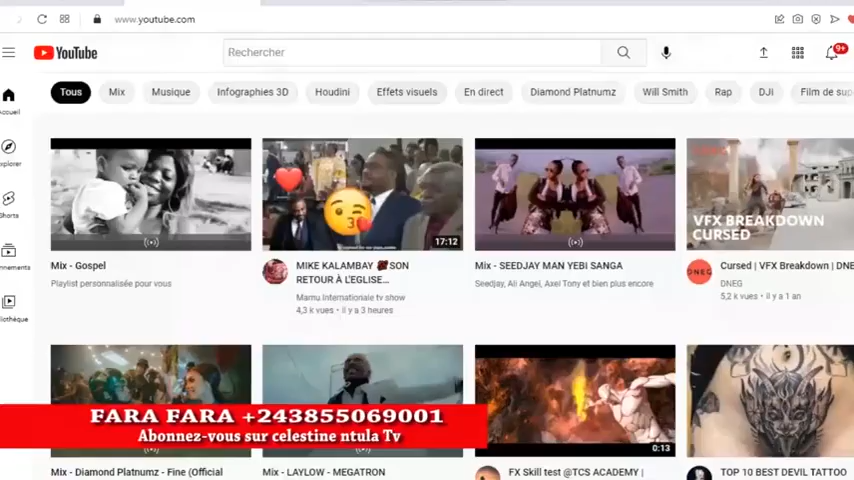 www.youtube.com
YouTube
Rechercher
9+
Tous
Mix
Musique
Infographies 3D
Houdini
Effets visuels
En direct
Diamond Platnumz
Will Smith
Rap
DJi
Film de
VFX BREAKDOWN
CURSED
17:12
Mix - Gospel
Playlist personnalisée pour vous
MIKE KALAMBAY SON
RETOUR À L'EGLISE...
Mamu Internationale tv show
4,3 k vues • il y a 3 heures
Mix - SEEDJAY MAN YEBI SANGA
Seedjay, Ali Angel, Axel Tony et bien plus encore
DNEG
Cursed | VFX Breakdown | DNE
DNEG
5,2 k vues • il y a 1 an
Shorts
FARA FARA +243855069001
Abonnez-vous sur celestine ntula Tv
0:13
Mix - Diamond Platnumz - Fine (Official
Mix - LAYLOW - MEGATRON
FX Skill test @TCS ACADEMY |
TOP 10 BEST DEVIL TATTOO